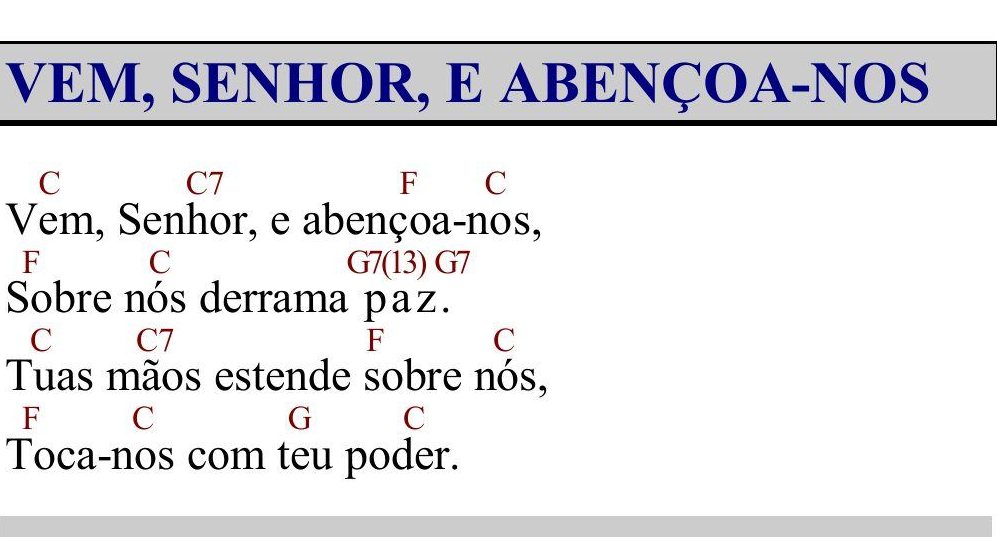 VEM, SENHOR, E ABENÇOA-NOS
C C7 F C
Vem, Senhor, e abençoa-nos,
F C G7(13) G7
Sobre nós derrama paz.
C C7 F C
Tuas mãos estende sobre nós,
F C G C
Toca-nos com teu poder.